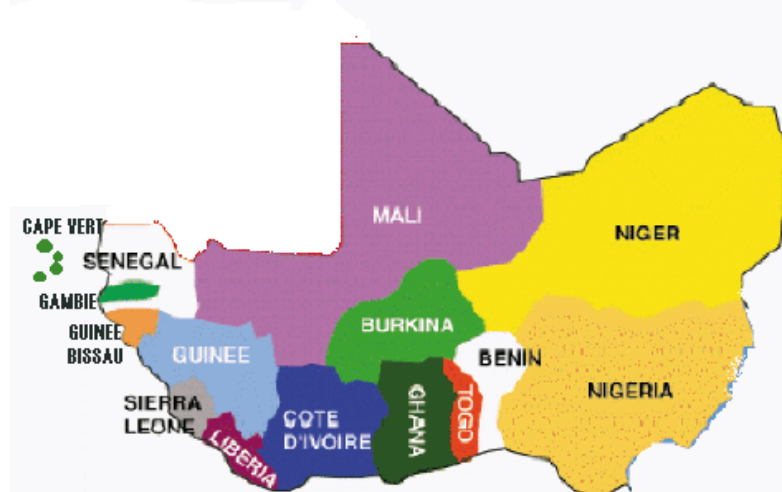 MALI
NIGER
CAPE VERT
SENEGAL
GAMBIE
GUINEE
BISSAU
GUINEE
BURKINA
BENIN
NIGERIA
SIERRA
LEONE
LIBERIA
COTE
D'IVOIRE
GHANA
TOGO